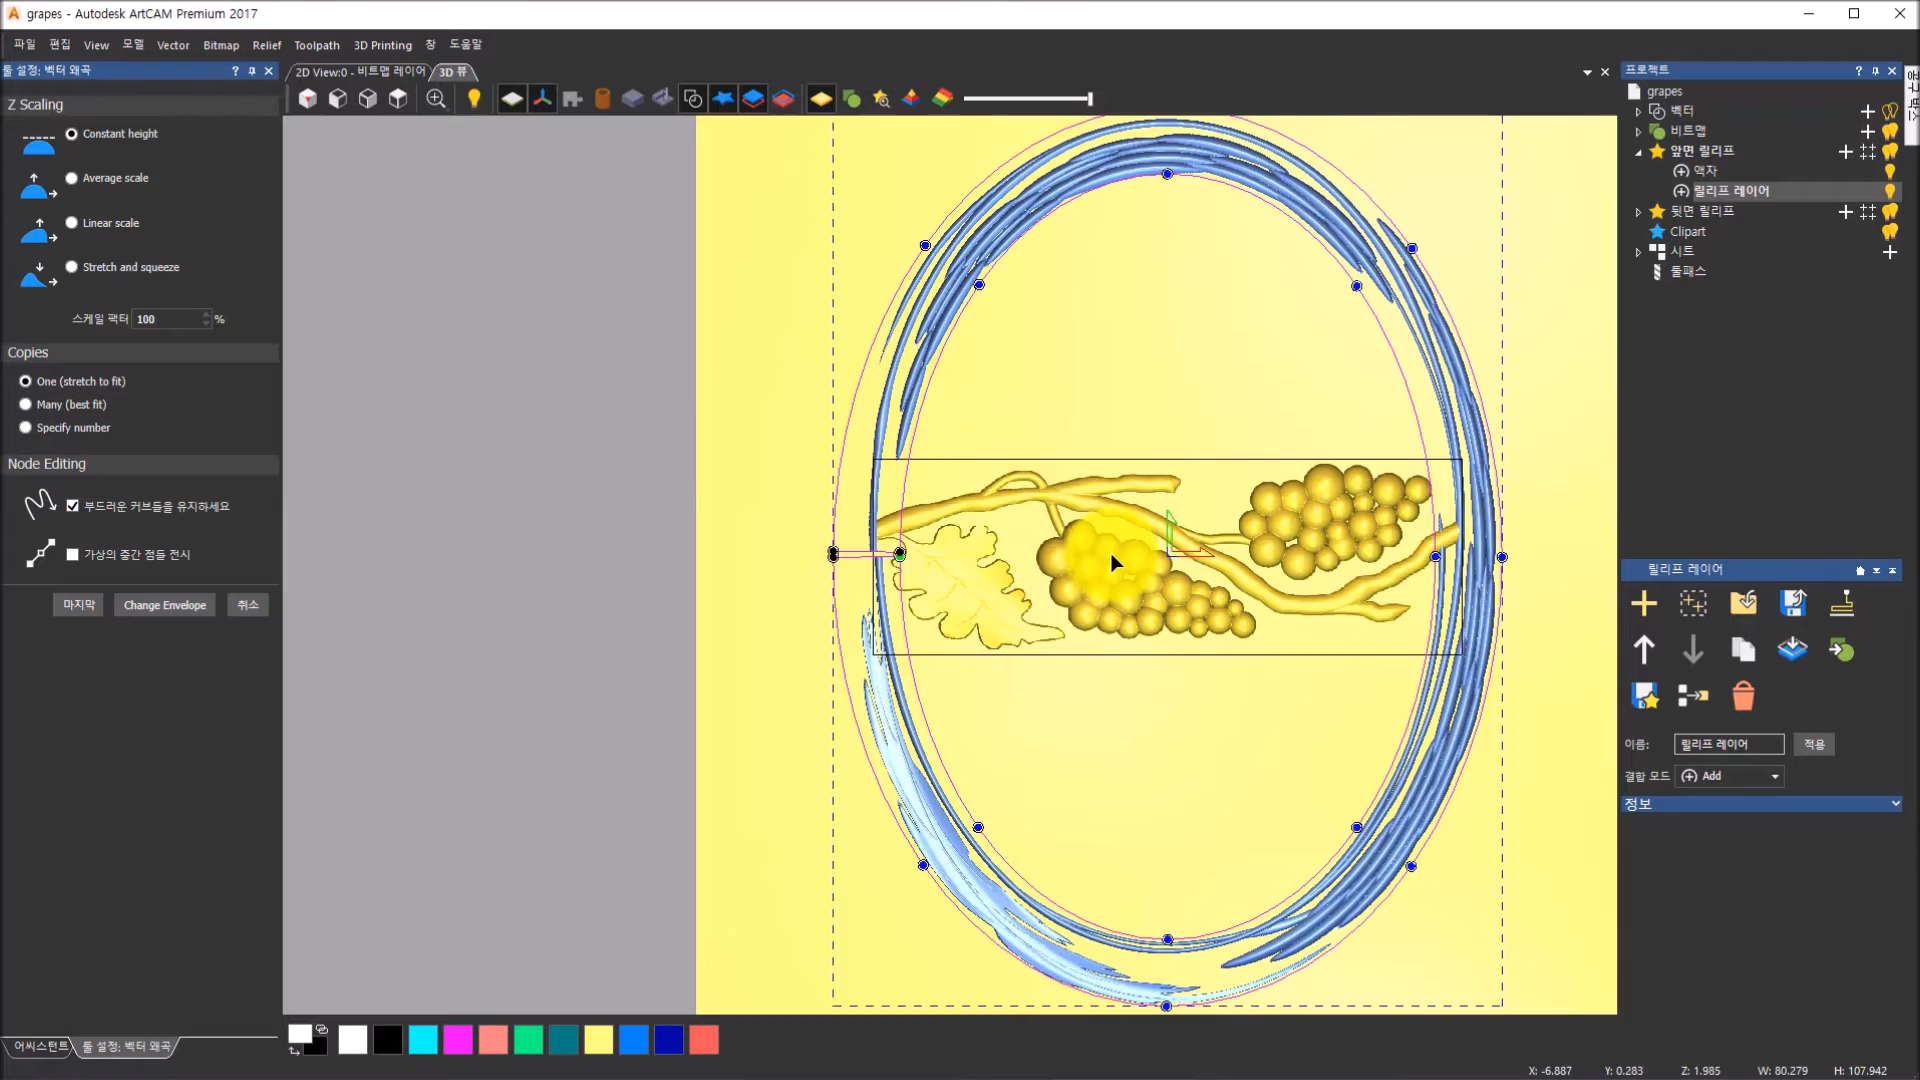 grapes - Autodesk ArtCAM Premium 2017
파일 편집 View 모델 Vector Bitmap Relief Toolpath 3D Printing 창 도움말
툴 설정: 벡터 왜곡
Z Scaling
Constant height
Average scale
Linear scale
Stretch and squeeze
스케일 팩터 100 %
Copies
One (stretch to fit)
Many (best fit)
Specify number
Node Editing
부드러운 커브들을 유지하세요
가상의 중간 점들 전시
마지막 Change Envelope 취소
어씨스턴트 툴 설정: 벡터 왜곡
2D View:0 - 비트맵 레이어 3D 뷰
프로젝트
grapes
벡터
비트맵
앞면 릴리프
액자
릴리프 레이어
뒷면 릴리프
Clipart
시트
툴패스
릴리프 레이어
이름: 릴리프 레이어 적용
결합 모드 Add
정보
X: -6.887 Y: 0.283 Z: 1.985 W: 80.279 H: 107.942